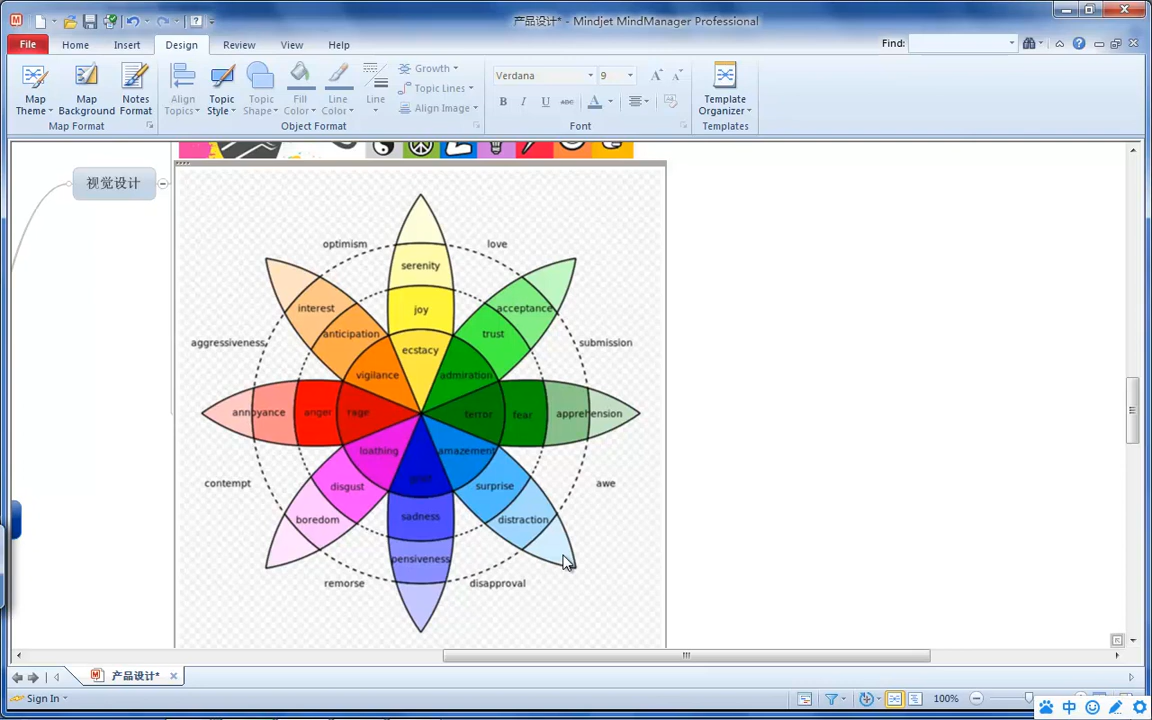 产品设计* - Mindjet MindManager Professional
File Home Insert Design Review View Help Find:
Map Theme Map Background Notes Format Align Topics Topic Style Topic Shape Fill Color Line Color Line Growth Topic Lines Align Image Verdana 9 B I U abc A Template Organizer
Map Format Object Format Font Templates
视觉设计
optimism love
serenity
interest joy acceptance
anticipation trust
aggressiveness submission
ecstacy
vigilance admiration
annoyance anger rage terror fear apprehension
loathing amazement
grief
disgust surprise
contempt awe
boredom sadness distraction
pensiveness
remorse disapproval
产品设计*
Sign In 100% 中